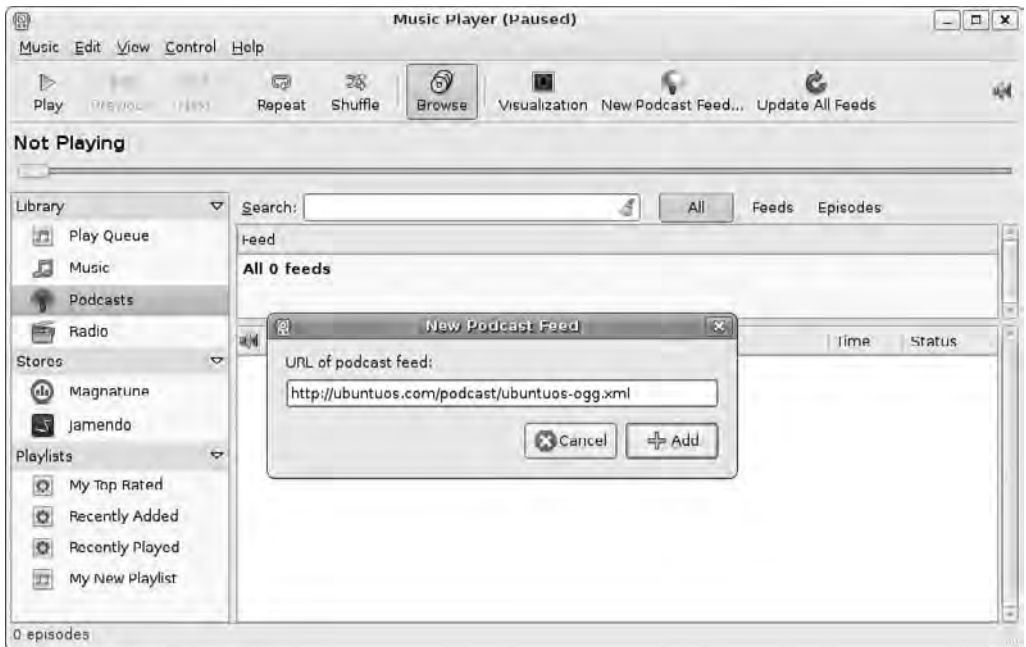 Music Player (Paused)
Music Edit View Control Help
Play Previous Next Repeat Shuffle Browse Visualization New Podcast Feed... Update All Feeds
Not Playing
Library
Play Queue
Music
Podcasts
Radio
Stores
Magnatune
Jamendo
Playlists
My Top Rated
Recently Added
Recently Played
My New Playlist
Search: All Feeds Episodes
Feed
All 0 feeds
Time Status
New Podcast Feed
URL of podcast feed:
http://ubuntuos.com/podcast/ubuntuos-ogg.xml
Cancel Add
0 episodes